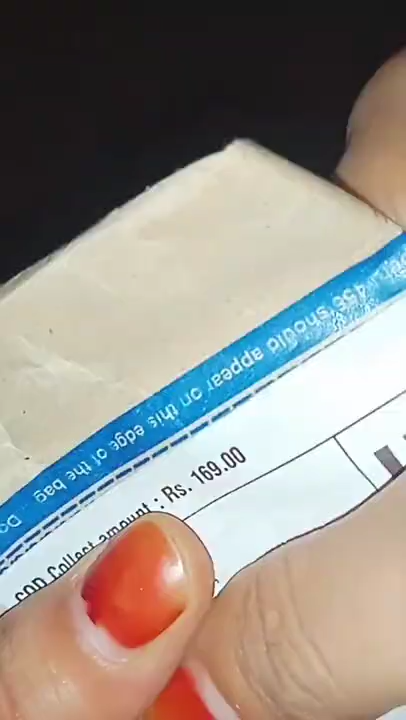 456 should appear on this edge of the bag
COD Collect amount : Rs. 169.00